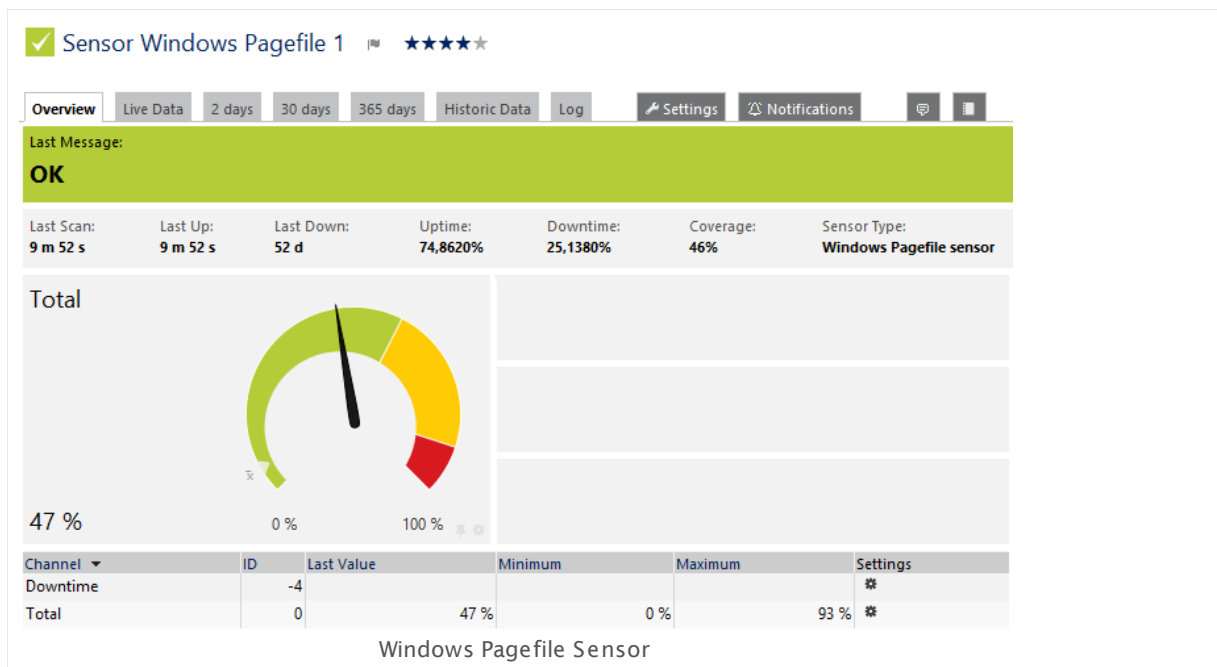 Sensor Windows Pagefile 1
Overview Live Data 2 days 30 days 365 days Historic Data Log Settings Notifications
Last Message:
OK
Last Scan: Last Up: Last Down: Uptime: Downtime: Coverage: Sensor Type:
9 m 52 s 9 m 52 s 52 d 74,8620% 25,1380% 46% Windows Pagefile sensor
Total
x̄
47 % 0 % 100 %
Channel ID Last Value Minimum Maximum Settings
Downtime -4
Total 0 47 % 0 % 93 %
Windows Pagefile Sensor